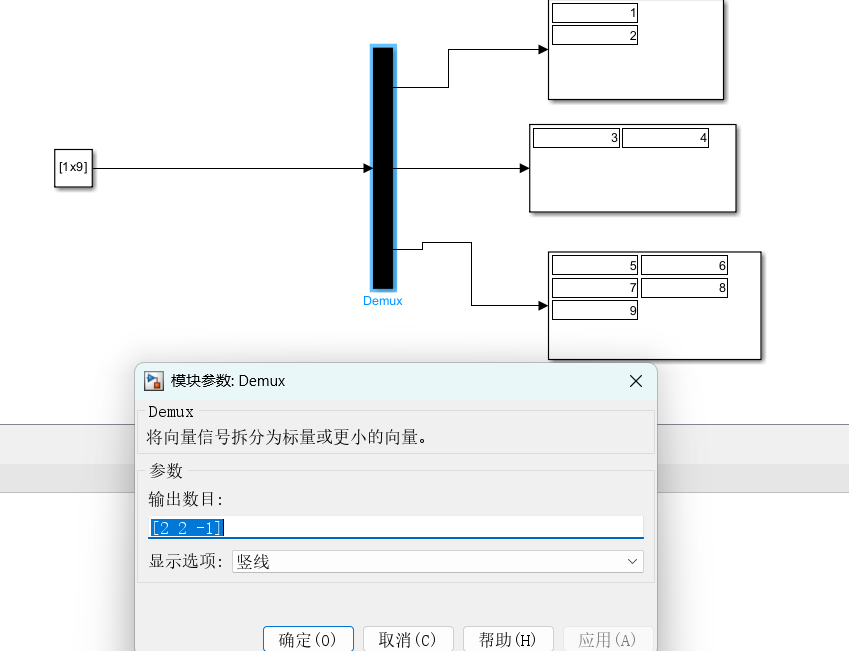 1
2
[1x9]
3 4
5 6
7 8
9
Demux
模块参数: Demux
Demux
将向量信号拆分为标量或更小的向量。
参数
输出数目:
[2 2 -1]
显示选项: 竖线
确定(O) 取消(C) 帮助(H) 应用(A)